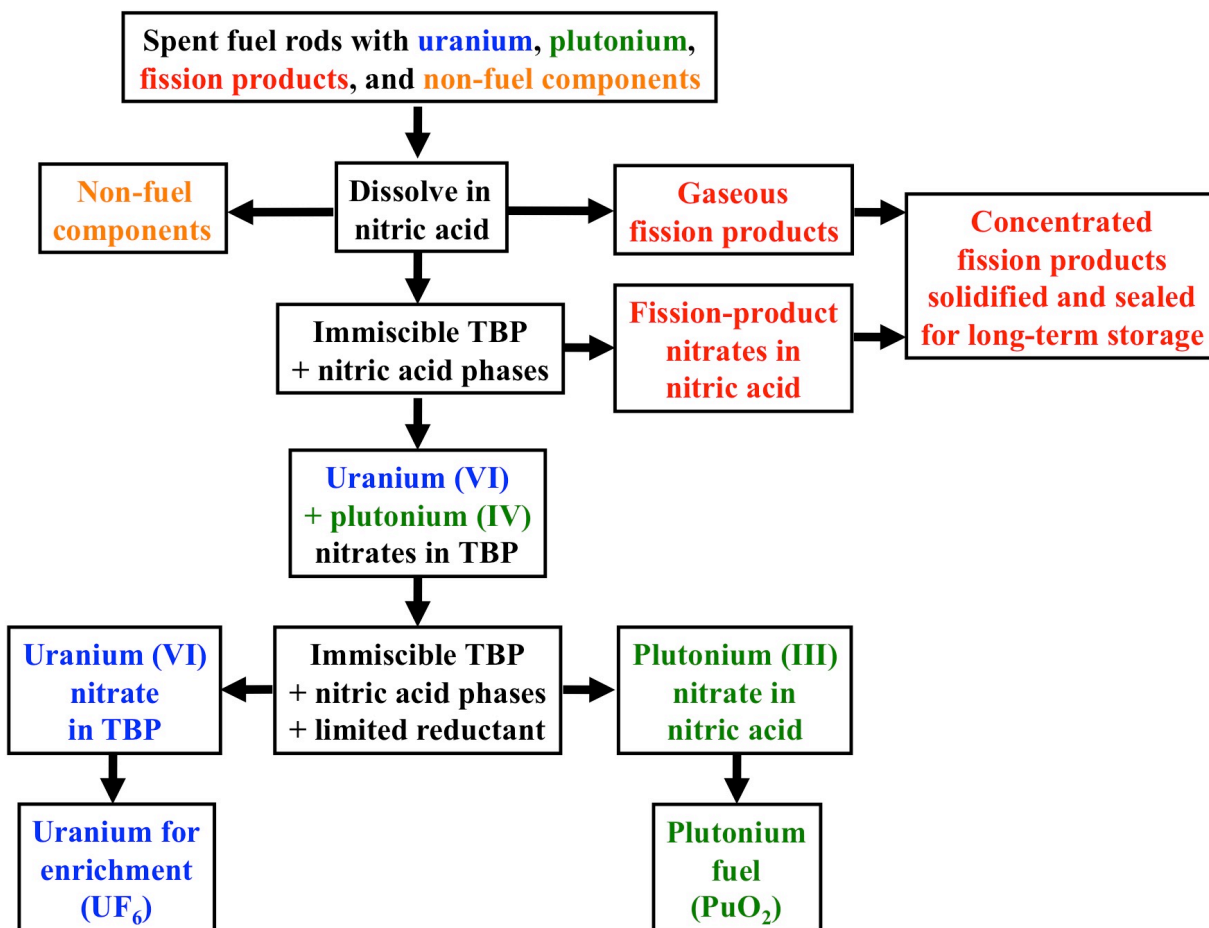 Spent fuel rods with uranium, plutonium,
fission products, and non-fuel components
Non-fuel
components
Dissolve in
nitric acid
Gaseous
fission products
Concentrated
fission products
solidified and sealed
for long-term storage
Immiscible TBP
+ nitric acid phases
Fission-product
nitrates in
nitric acid
Uranium (VI)
+ plutonium (IV)
nitrates in TBP
Uranium (VI)
nitrate
in TBP
Immiscible TBP
+ nitric acid phases
+ limited reductant
Plutonium (III)
nitrate in
nitric acid
Uranium for
enrichment
(UF₆)
Plutonium
fuel
(PuO₂)